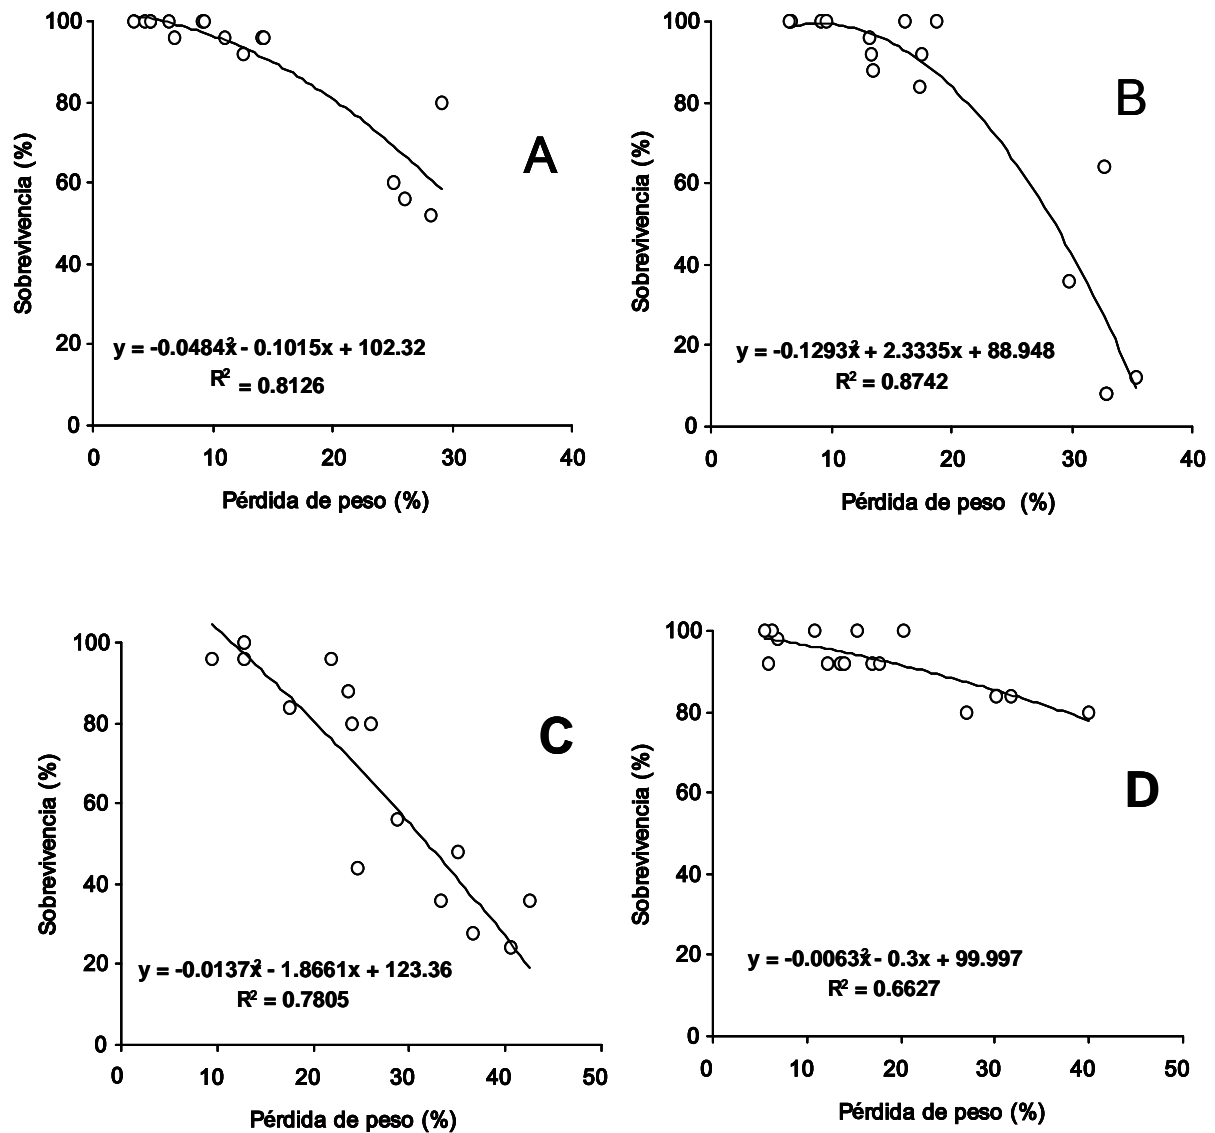 100
80
60
40
20
0
Sobrevivencia (%)
A
y = -0.0484x² - 0.1015x + 102.32
R² = 0.8126
0 10 20 30 40
Pérdida de peso (%)
100
80
60
40
20
0
Sobrevivencia (%)
B
y = -0.1293x² + 2.3335x + 88.948
R² = 0.8742
0 10 20 30 40
Pérdida de peso (%)
100
80
60
40
20
0
Sobrevivencia (%)
C
y = -0.0137x² - 1.8661x + 123.36
R² = 0.7805
0 10 20 30 40 50
Pérdida de peso (%)
100
80
60
40
20
0
Sobrevivencia (%)
D
y = -0.0063x² - 0.3x + 99.997
R² = 0.6627
0 10 20 30 40 50
Pérdida de peso (%)